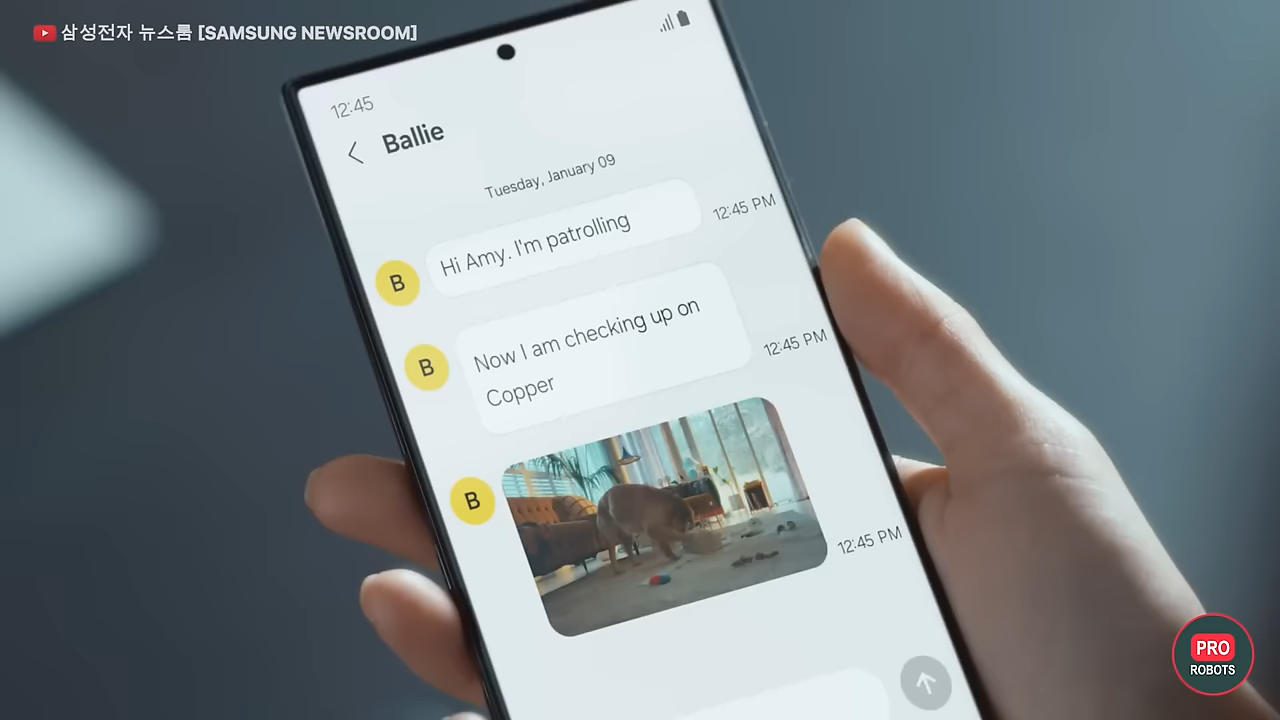 삼성전자 뉴스룸 [SAMSUNG NEWSROOM]
12:45
Ballie
Tuesday, January 09
B
Hi Amy. I'm patrolling
12:45 PM
B
Now I am checking up on
Copper
12:45 PM
B
12:45 PM
PRO
ROBOTS